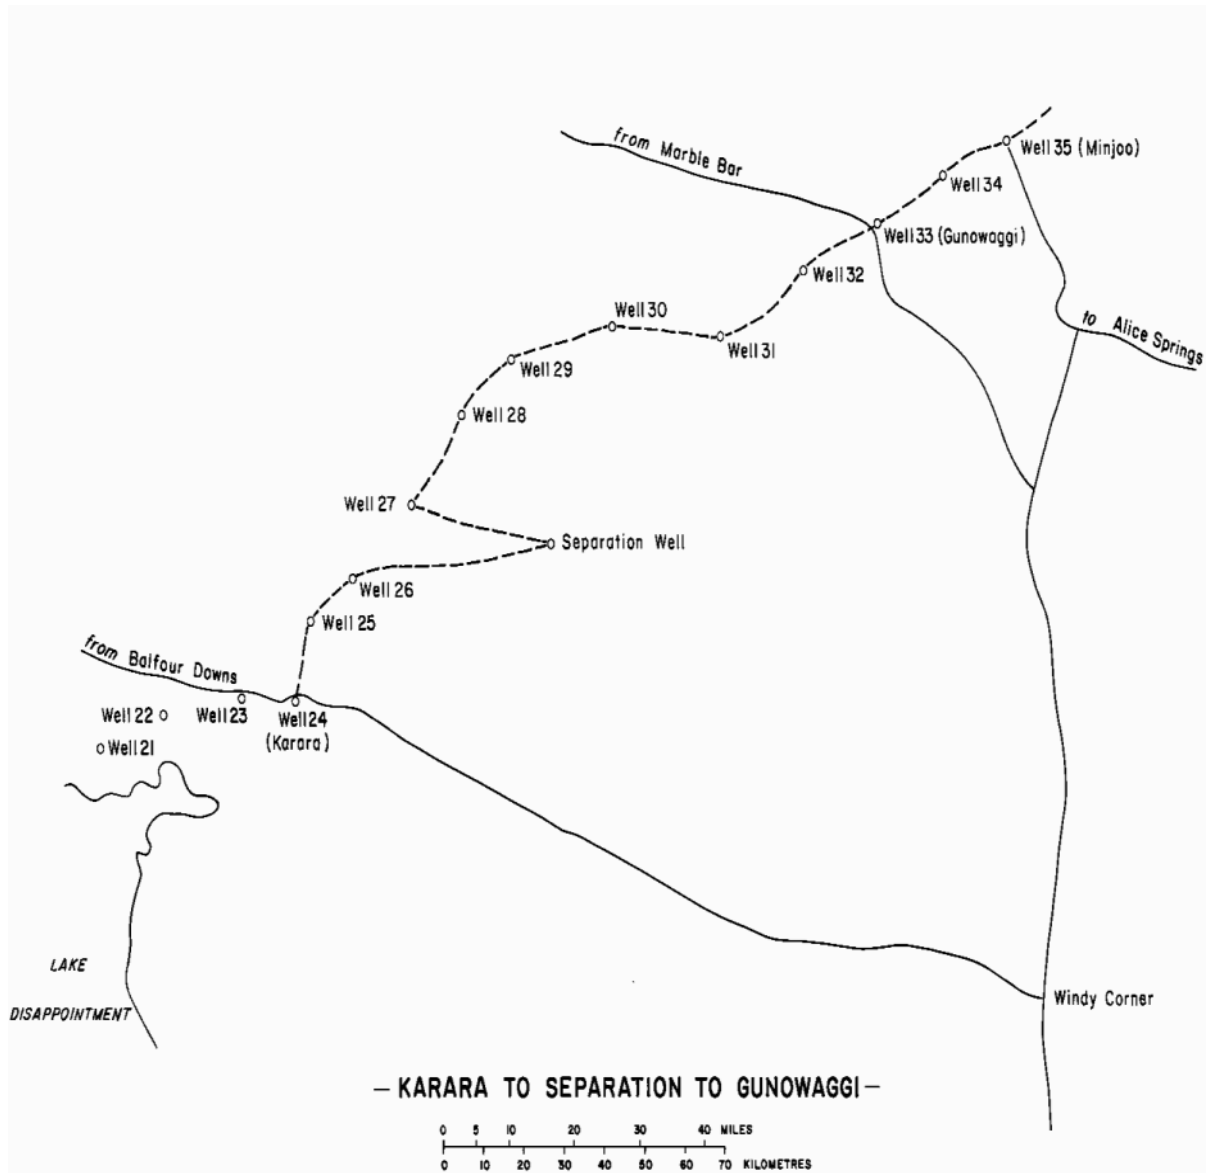 from Marble Bar
Well 35 (Minjoo)
Well 34
Well 33 (Gunowaggi)
Well 32
to Alice Springs
Well 30
Well 31
Well 29
Well 28
Well 27
Separation Well
Well 26
Well 25
from Balfour Downs
Well 22
Well 23
Well 24
(Karara)
Well 21
LAKE
DISAPPOINTMENT
Windy Corner
— KARARA TO SEPARATION TO GUNOWAGGI —
0 5 10 20 30 40 MILES
0 10 20 30 40 50 60 70 KILOMETRES